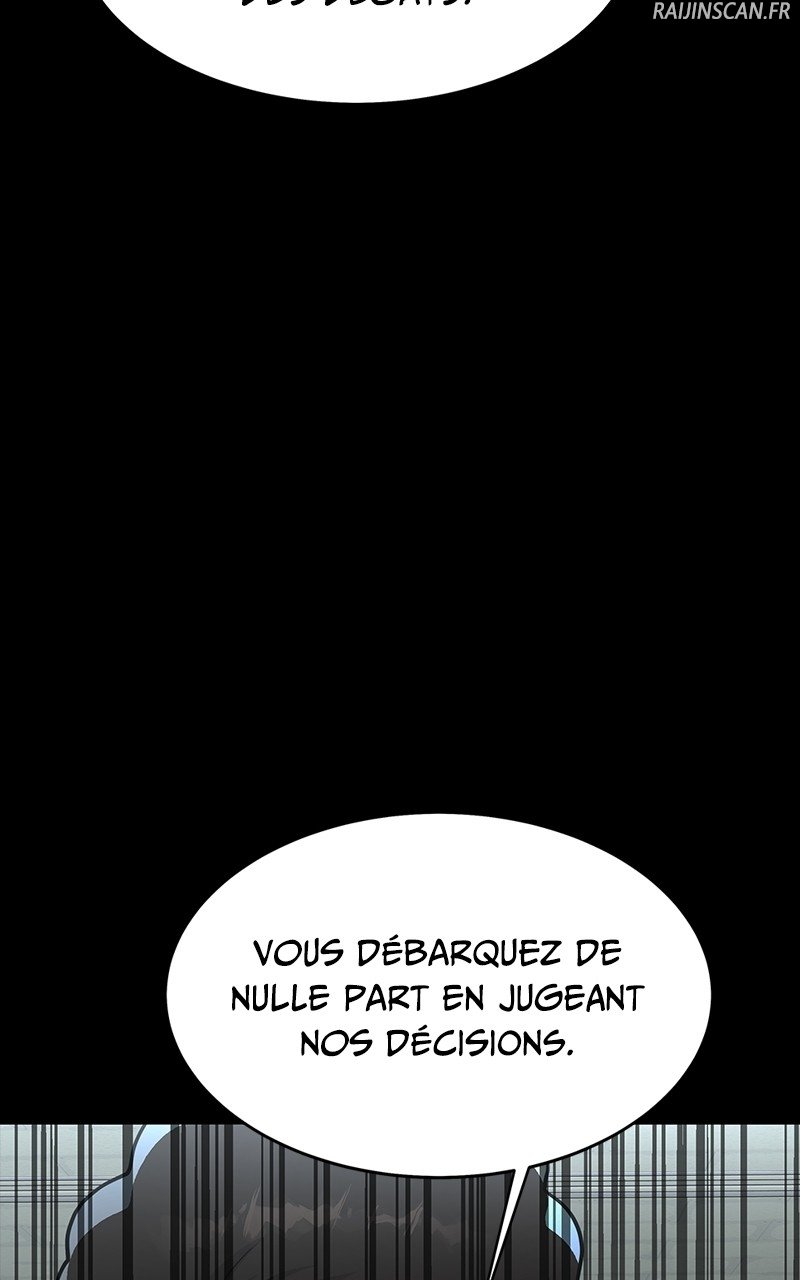 RAIJINSCAN.FR
VOUS DÉBARQUEZ DE
NULLE PART EN JUGEANT
NOS DÉCISIONS.